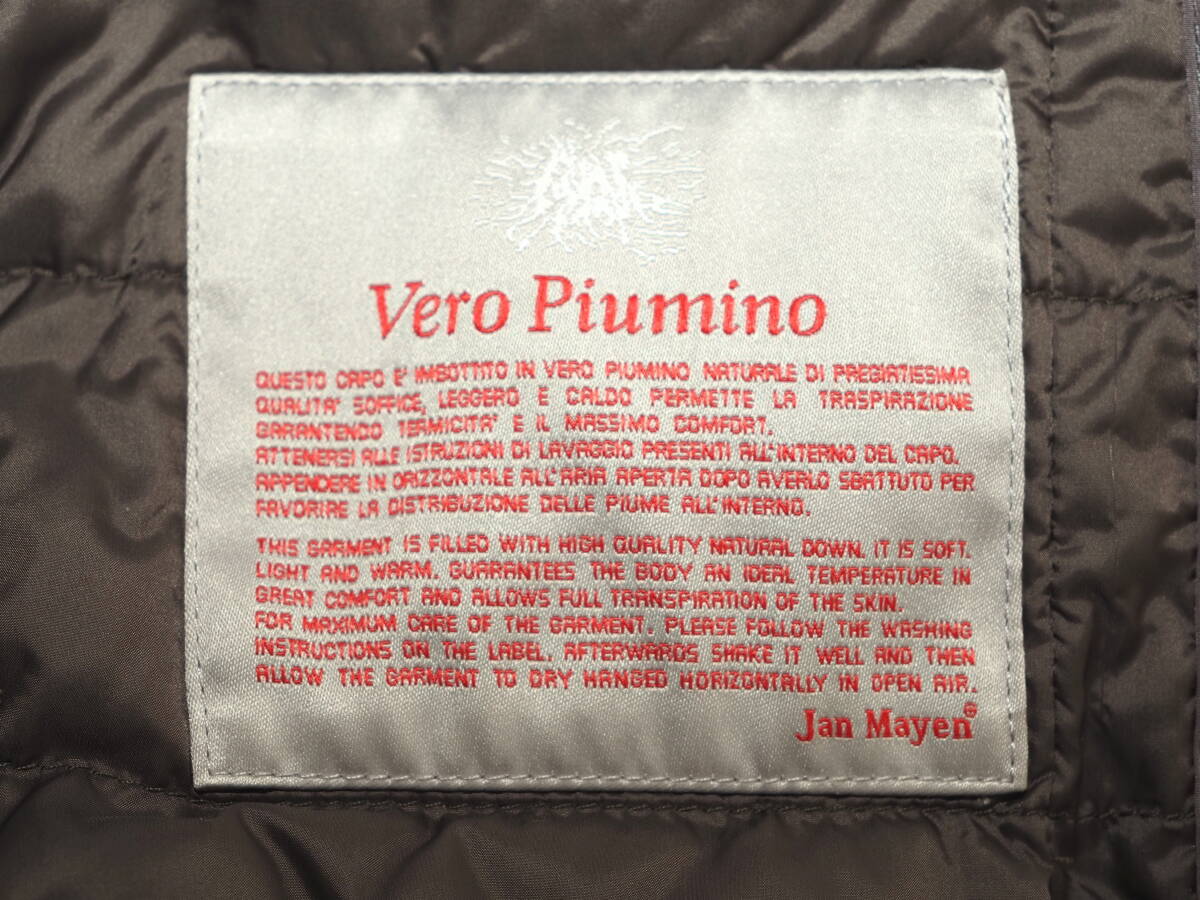 Vero Piumino
QUESTO CAPO E' IMBOTTITO IN VERO PIUMINO NATURALE DI PREGIATISSIMA
QUALITA' SOFFICE, LEGGERO E CALDO PERMETTE LA TRASPIRAZIONE
GARANTENDO TERMICITA' E IL MASSIMO COMFORT.
ATTENERSI ALLE ISTRUZIONI DI LAVAGGIO PRESENTI ALL'INTERNO DEL CAPO.
APPENDERE IN ORIZZONTALE ALL'ARIA APERTA DOPO AVERLO SBATTUTO PER
FAVORIRE LA DISTRIBUZIONE DELLE PIUME ALL'INTERNO.
THIS GARMENT IS FILLED WITH HIGH QUALITY NATURAL DOWN. IT IS SOFT.
LIGHT AND WARM. GUARANTEES THE BODY AN IDEAL TEMPERATURE IN
GREAT COMFORT AND ALLOWS FULL TRANSPIRATION OF THE SKIN.
FOR MAXIMUM CARE OF THE GARMENT. PLEASE FOLLOW THE WASHING
INSTRUCTIONS ON THE LABEL. AFTERWARDS SHAKE IT WELL AND THEN
ALLOW THE GARMENT TO DRY HANGED HORIZONTALLY IN OPEN AIR.
Jan Mayen®